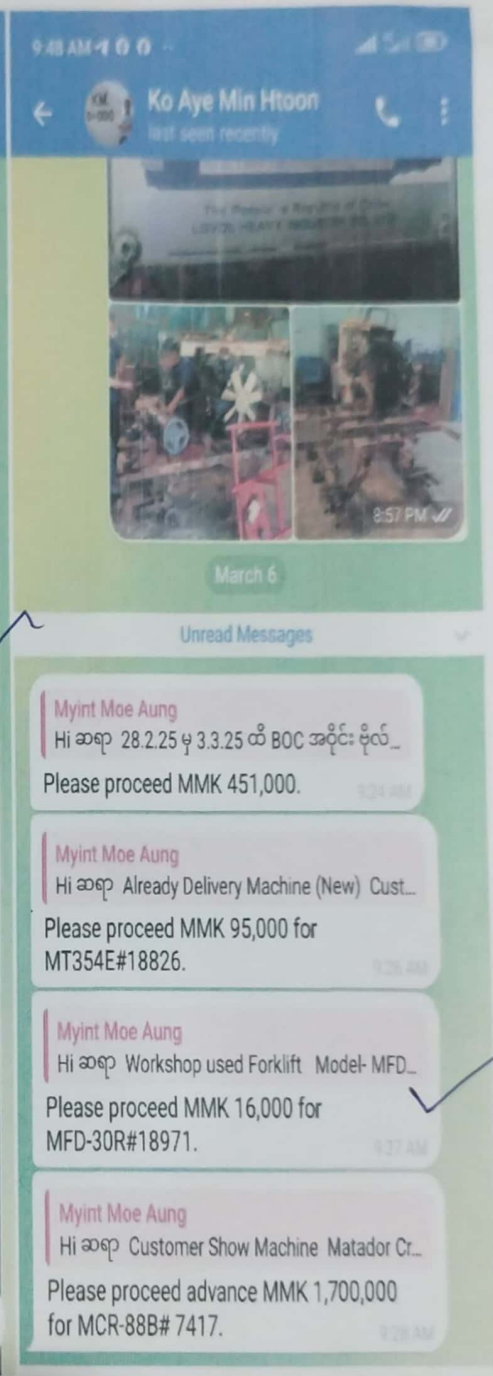 9:48 AM
Ko Aye Min Htoon
last seen recently
8:57 PM
March 6
Unread Messages
Myint Moe Aung
Hi ဆရာ 28.2.25 မှ 3.3.25 ထိ BOC အဝိုင်း ဗိုလ်...
Please proceed MMK 451,000.
9:24 AM
Myint Moe Aung
Hi ဆရာ Already Delivery Machine (New) Cust...
Please proceed MMK 95,000 for
MT354E#18826.
9:26 AM
Myint Moe Aung
Hi ဆရာ Workshop used Forklift Model- MFD...
Please proceed MMK 16,000 for
MFD-30R#18971.
9:27 AM
Myint Moe Aung
Hi ဆရာ Customer Show Machine Matador Cr...
Please proceed advance MMK 1,700,000
for MCR-88B# 7417.
9:28 AM